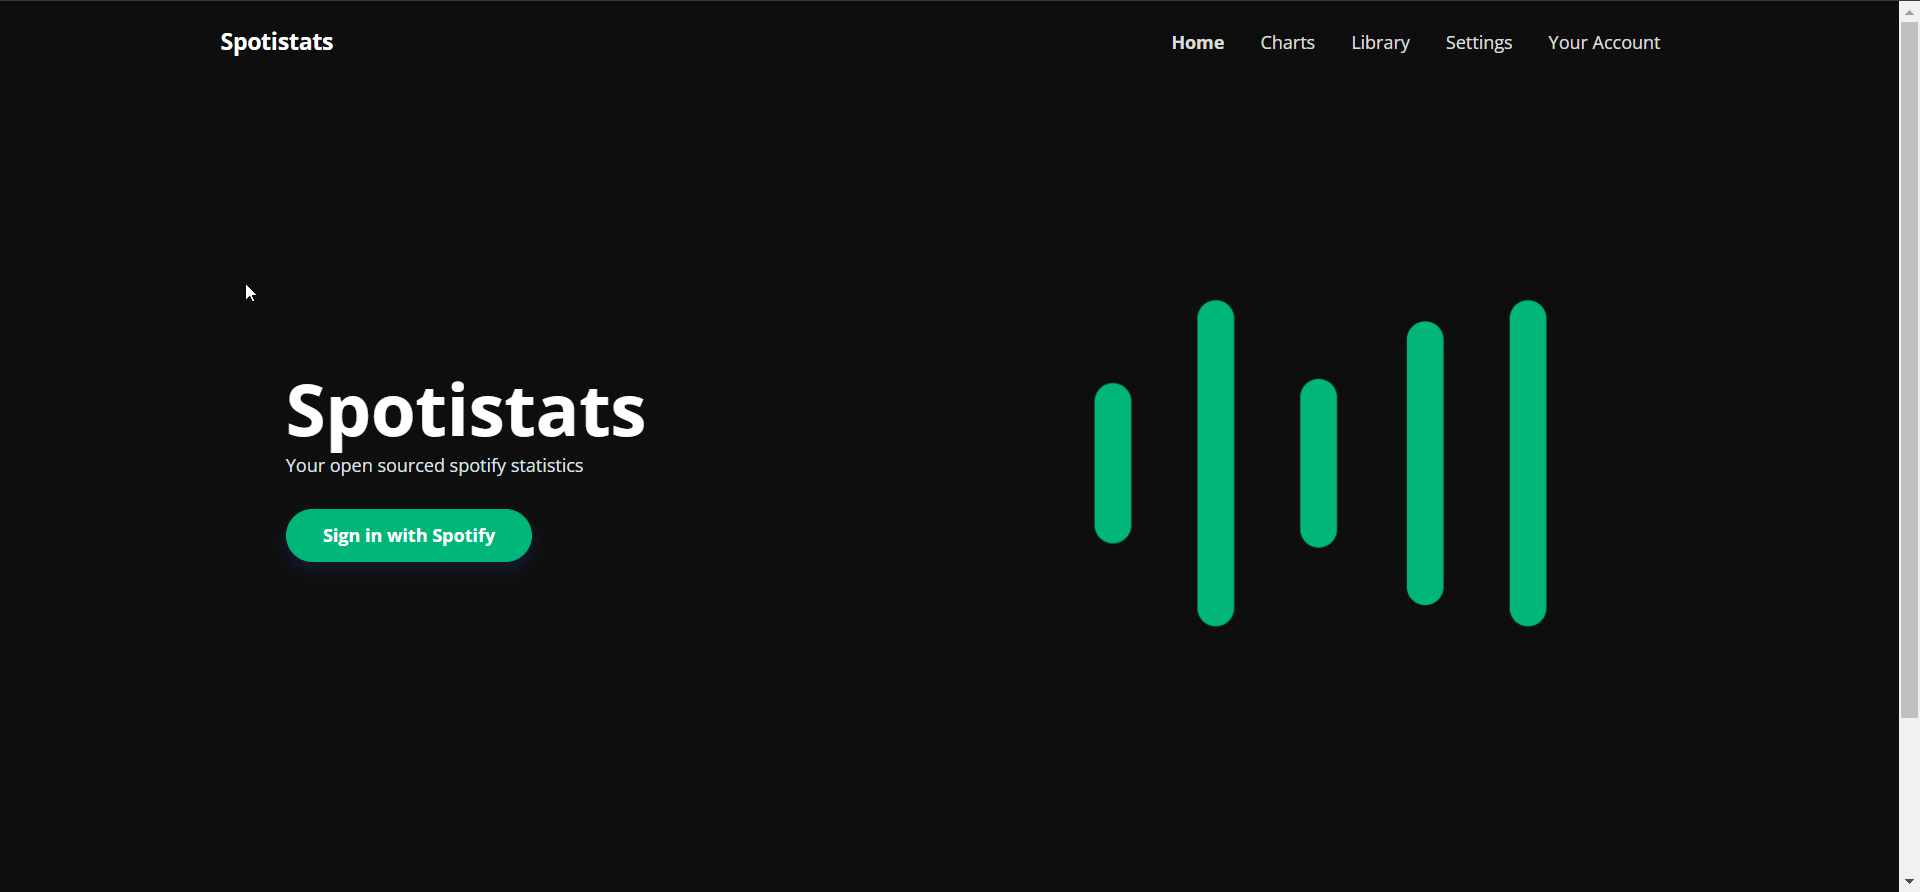 Spotistats
Home Charts Library Settings Your Account
Spotistats
Your open sourced spotify statistics
Sign in with Spotify